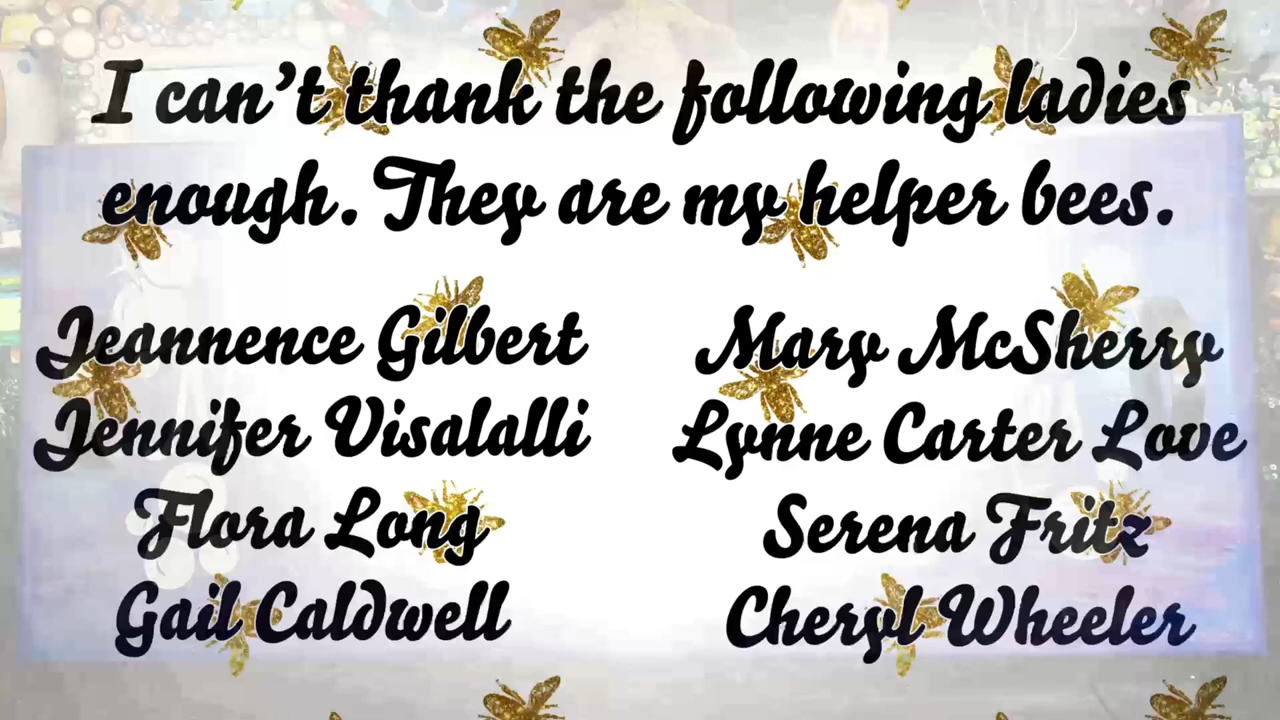 I can't thank the following ladies
enough. They are my helper bees.
Jeannence Gilbert
Jennifer Visalalli
Flora Long
Gail Caldwell
Mary McSherry
Lynne Carter Love
Serena Fritz
Cheryl Wheeler